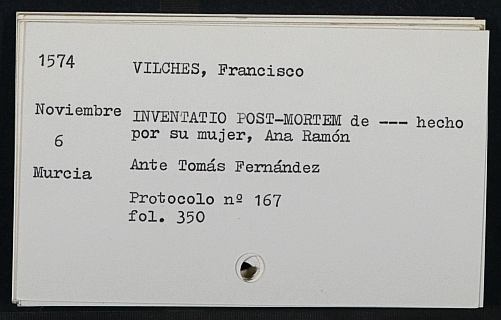 1574
VILCHES, Francisco
Noviembre
INVENTATIO POST-MORTEM de --- hecho
por su mujer, Ana Ramón
6
Murcia
Ante Tomás Fernández
Protocolo nº 167
fol. 350